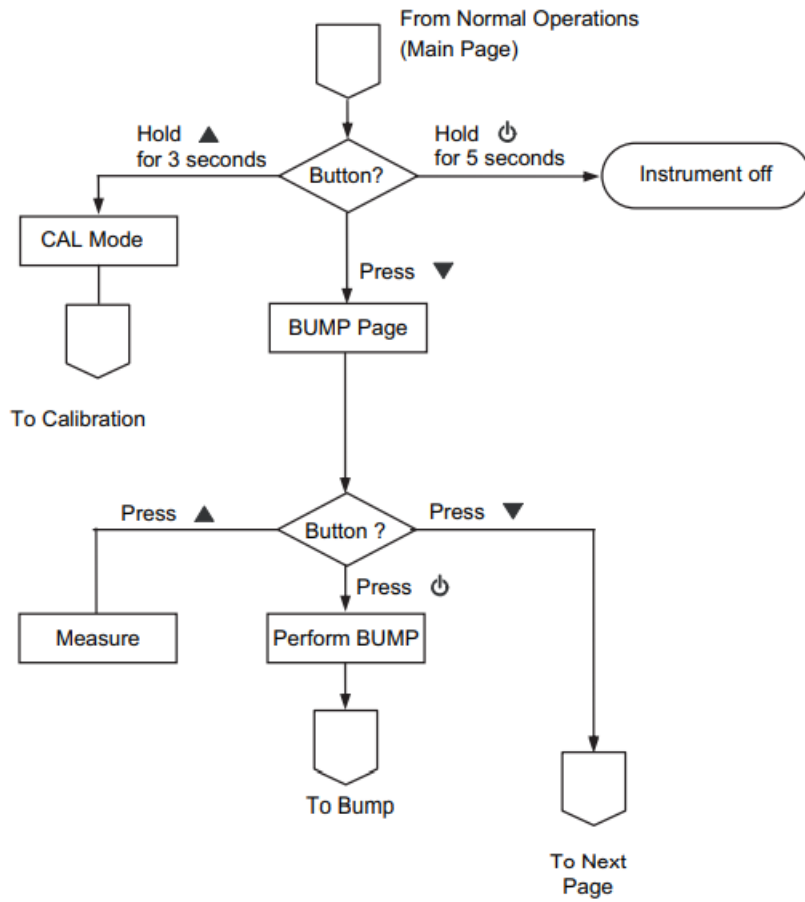 From Normal Operations
(Main Page)
Hold ▲
for 3 seconds
Hold ⏻
for 5 seconds
Button?
Instrument off
CAL Mode
Press ▼
BUMP Page
To Calibration
Press ▲
Button ?
Press ▼
Press ⏻
Measure
Perform BUMP
To Bump
To Next
Page